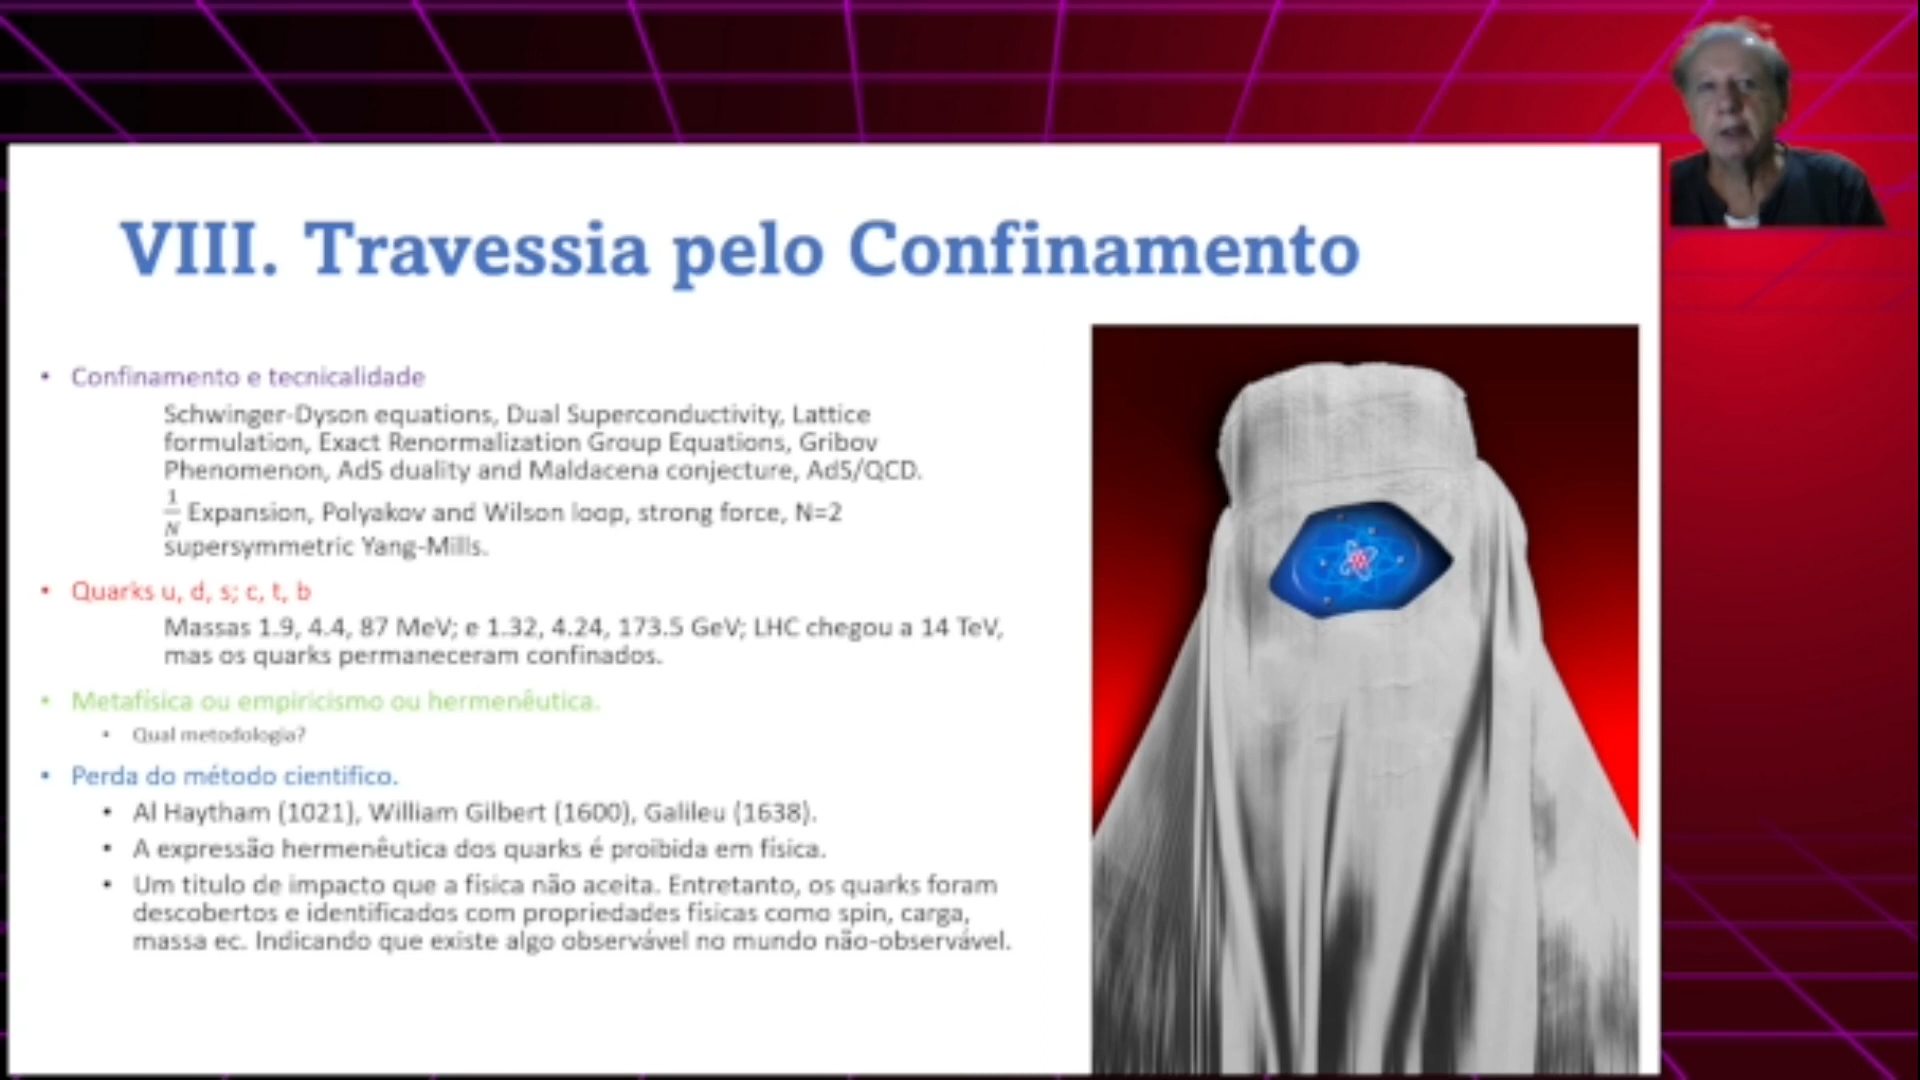 VIII. Travessia pelo Confinamento
• Confinamento e tecnicalidade
Schwinger-Dyson equations, Dual Superconductivity, Lattice
formulation, Exact Renormalization Group Equations, Gribov
Phenomenon, AdS duality and Maldacena conjecture, AdS/QCD.
1/N Expansion, Polyakov and Wilson loop, strong force, N=2
supersymmetric Yang-Mills.
• Quarks u, d, s; c, t, b
Massas 1.9, 4.4, 87 MeV; e 1.32, 4.24, 173.5 GeV; LHC chegou a 14 TeV,
mas os quarks permaneceram confinados.
• Metafísica ou empiricismo ou hermenêutica.
• Qual metodologia?
• Perda do método cientifico.
• Al Haytham (1021), William Gilbert (1600), Galileu (1638).
• A expressão hermenêutica dos quarks é proibida em física.
• Um titulo de impacto que a física não aceita. Entretanto, os quarks foram
descobertos e identificados com propriedades físicas como spin, carga,
massa ec. Indicando que existe algo observável no mundo não-observável.